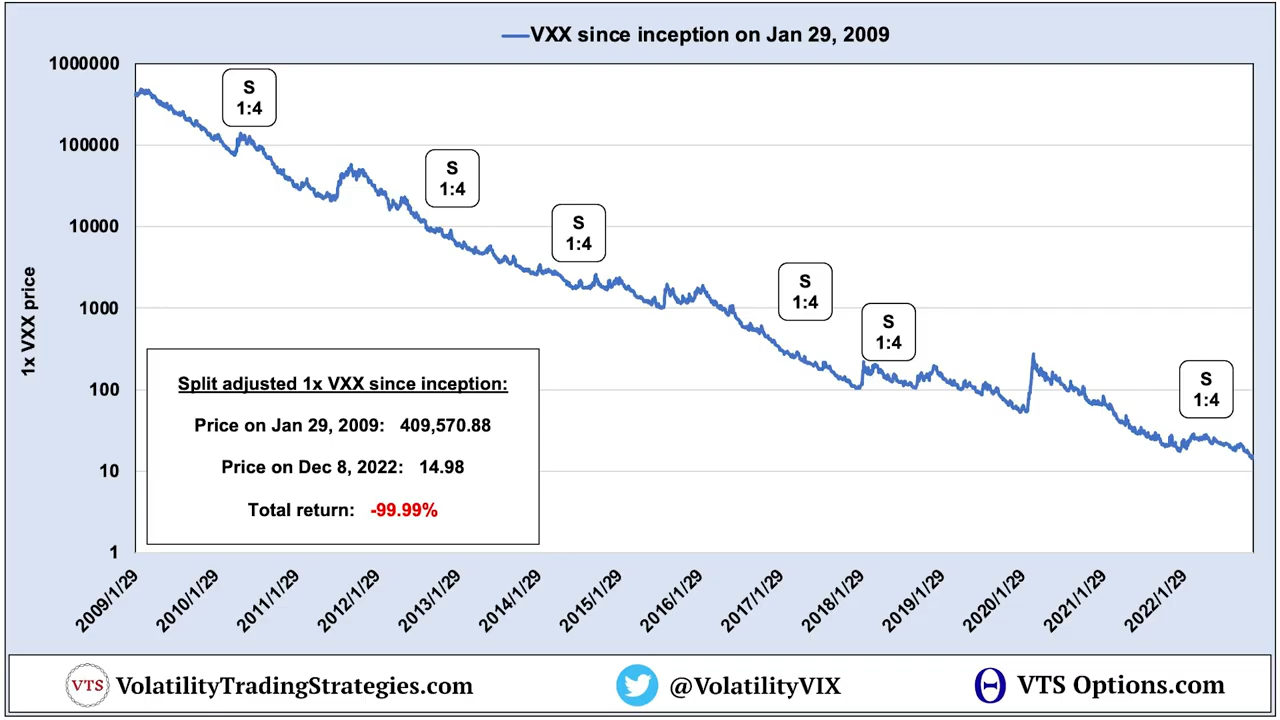 VXX since inception on Jan 29, 2009
1000000
100000
10000
1000
100
10
1
1x VXX price
S
1:4
S
1:4
S
1:4
S
1:4
S
1:4
S
1:4
Split adjusted 1x VXX since inception:
Price on Jan 29, 2009: 409,570.88
Price on Dec 8, 2022: 14.98
Total return: -99.99%
2009/1/29
2010/1/29
2011/1/29
2012/1/29
2013/1/29
2014/1/29
2015/1/29
2016/1/29
2017/1/29
2018/1/29
2019/1/29
2020/1/29
2021/1/29
2022/1/29
VTS VolatilityTradingStrategies.com
@VolatilityVIX
VTS Options.com